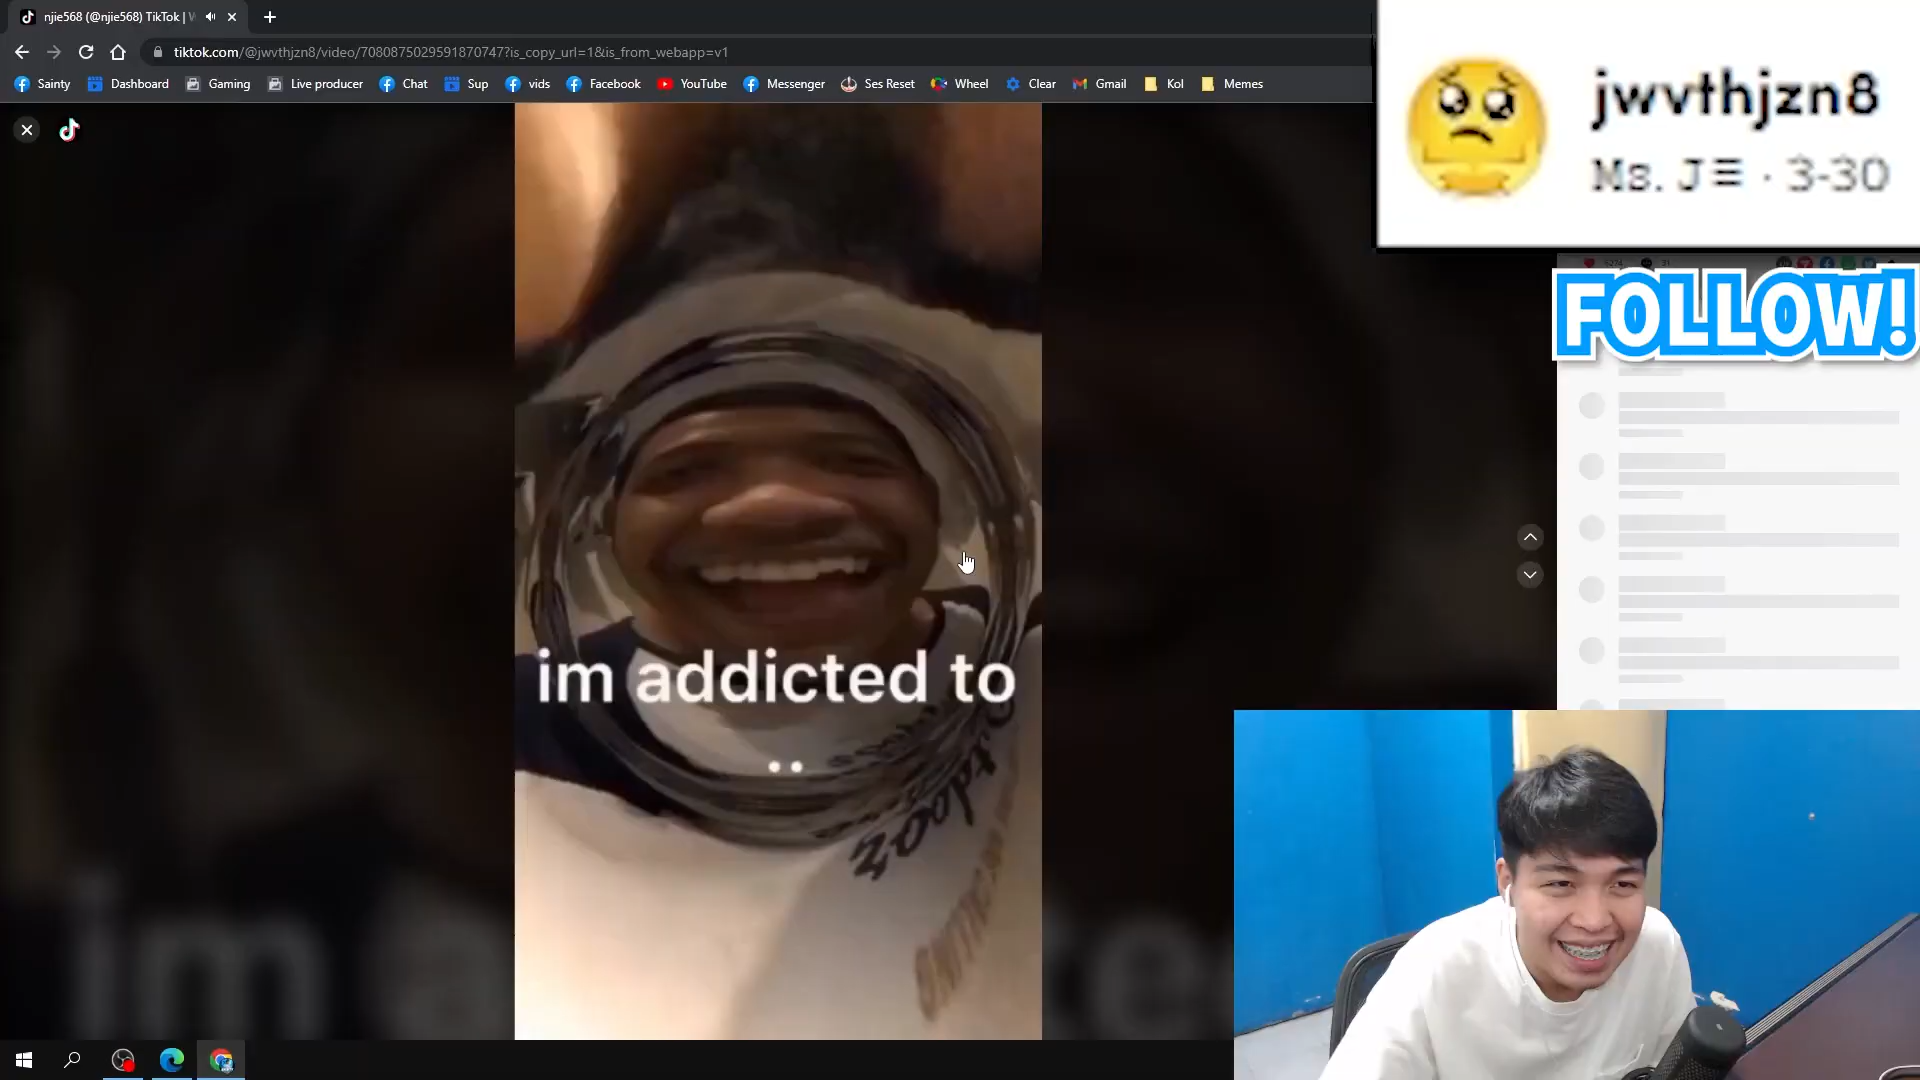 njie568 (@njie568) TikTok | W
tiktok.com/@jwvthjzn8/video/7080875029591870747?is_copy_url=1&is_from_webapp=v1
Sainty
Dashboard
Gaming
Live producer
Chat
Sup
vids
Facebook
YouTube
Messenger
Ses Reset
Wheel
Clear
Gmail
Kol
Memes
jwvthjzn8
Ms. J≡ · 3-30
31
FOLLOW!
im addicted to
..